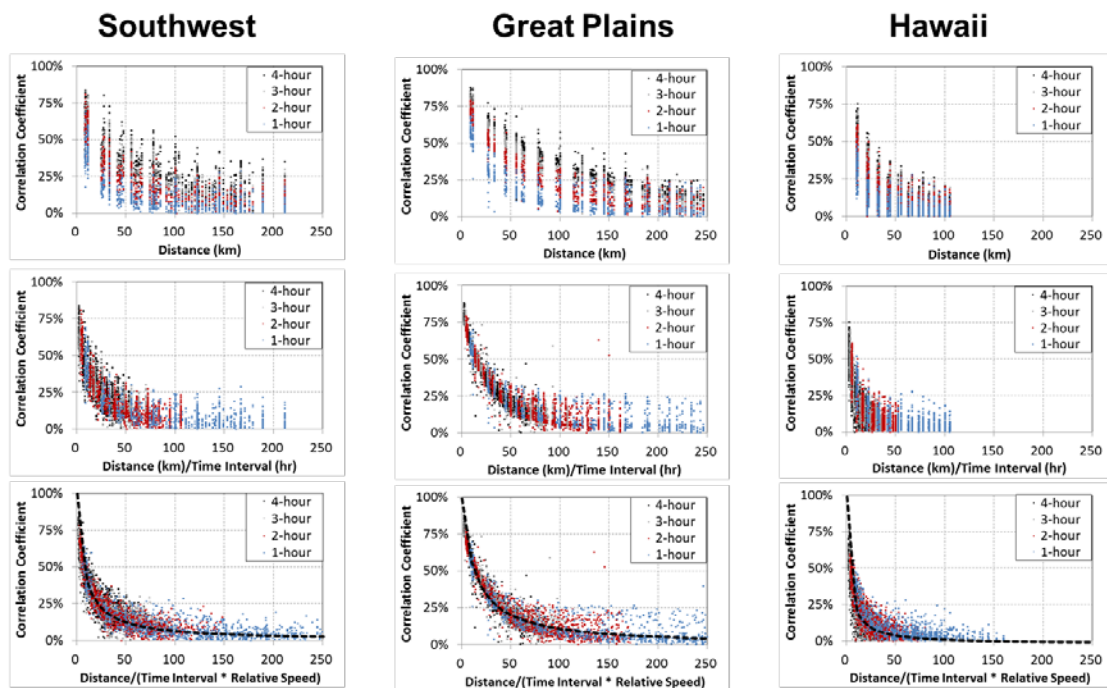 Southwest
Great Plains
Hawaii
Correlation Coefficient
100%
75%
50%
25%
0%
4-hour
3-hour
2-hour
1-hour
0 50 100 150 200 250
Distance (km)
Correlation Coefficient
100%
75%
50%
25%
0%
4-hour
3-hour
2-hour
1-hour
0 50 100 150 200 250
Distance (km)
Correlation Coefficient
100%
75%
50%
25%
0%
4-hour
3-hour
2-hour
1-hour
0 50 100 150 200 250
Distance (km)
Correlation Coefficient
100%
75%
50%
25%
0%
4-hour
3-hour
2-hour
1-hour
0 50 100 150 200 250
Distance (km)/Time Interval (hr)
Correlation Coefficient
100%
75%
50%
25%
0%
4-hour
3-hour
2-hour
1-hour
0 50 100 150 200 250
Distance (km)/Time Interval (hr)
Correlation Coefficient
100%
75%
50%
25%
0%
4-hour
3-hour
2-hour
1-hour
0 50 100 150 200 250
Distance (km)/Time Interval (hr)
Correlation Coefficient
100%
75%
50%
25%
0%
4-hour
3-hour
2-hour
1-hour
0 50 100 150 200 250
Distance/(Time Interval * Relative Speed)
Correlation Coefficient
100%
75%
50%
25%
0%
4-hour
3-hour
2-hour
1-hour
0 50 100 150 200 250
Distance/(Time Interval * Relative Speed)
Correlation Coefficient
100%
75%
50%
25%
0%
4-hour
3-hour
2-hour
1-hour
0 50 100 150 200 250
Distance/(Time Interval * Relative Speed)